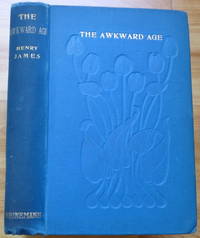 THE
AWKWARD AGE
HENRY
JAMES
HEINEMANN
THE AWKWARD AGE